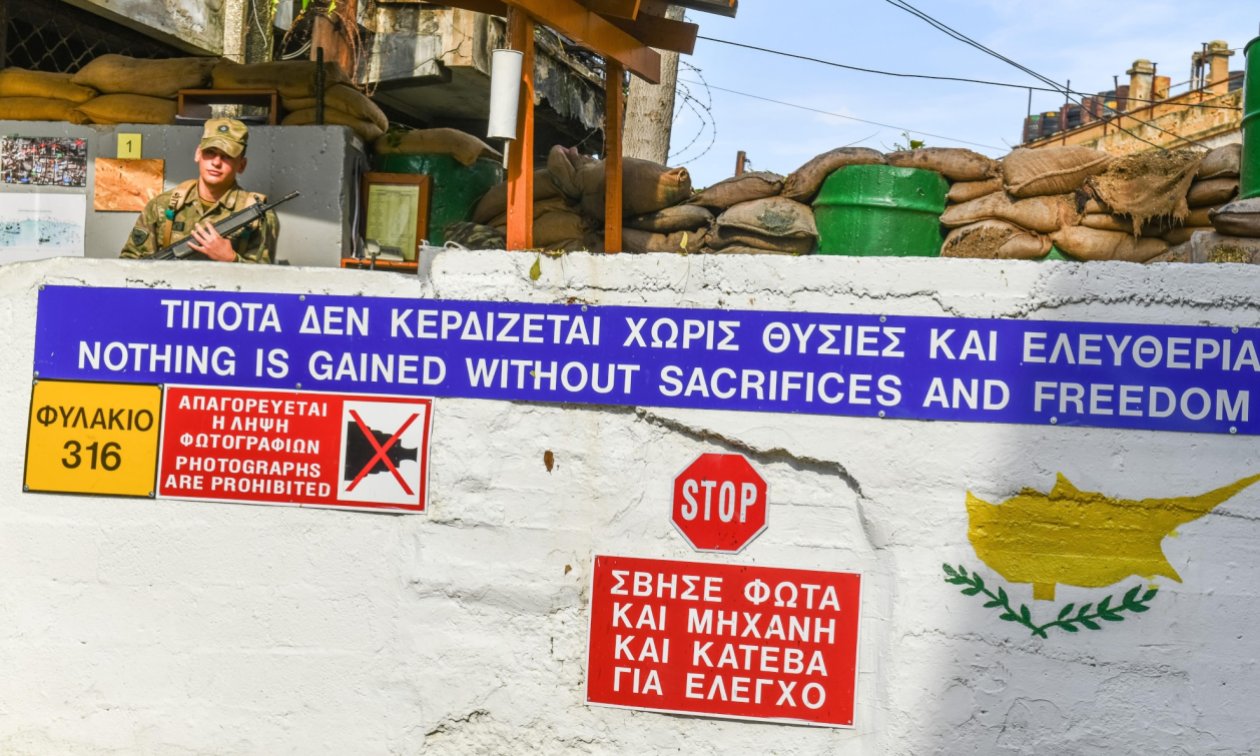 1
ΤΙΠΟΤΑ ΔΕΝ ΚΕΡΔΙΖΕΤΑΙ ΧΩΡΙΣ ΘΥΣΙΕΣ ΚΑΙ ΕΛΕΥΘΕΡΙΑ
NOTHING IS GAINED WITHOUT SACRIFICES AND FREEDOM
ΦΥΛΑΚΙΟ
316
ΑΠΑΓΟΡΕΥΕΤΑΙ
Η ΛΗΨΗ
ΦΩΤΟΓΡΑΦΙΩΝ
PHOTOGRAPHS
ARE PROHIBITED
STOP
ΣΒΗΣΕ ΦΩΤΑ
ΚΑΙ ΜΗΧΑΝΗ
ΚΑΙ ΚΑΤΕΒΑ
ΓΙΑ ΕΛΕΓΧΟ